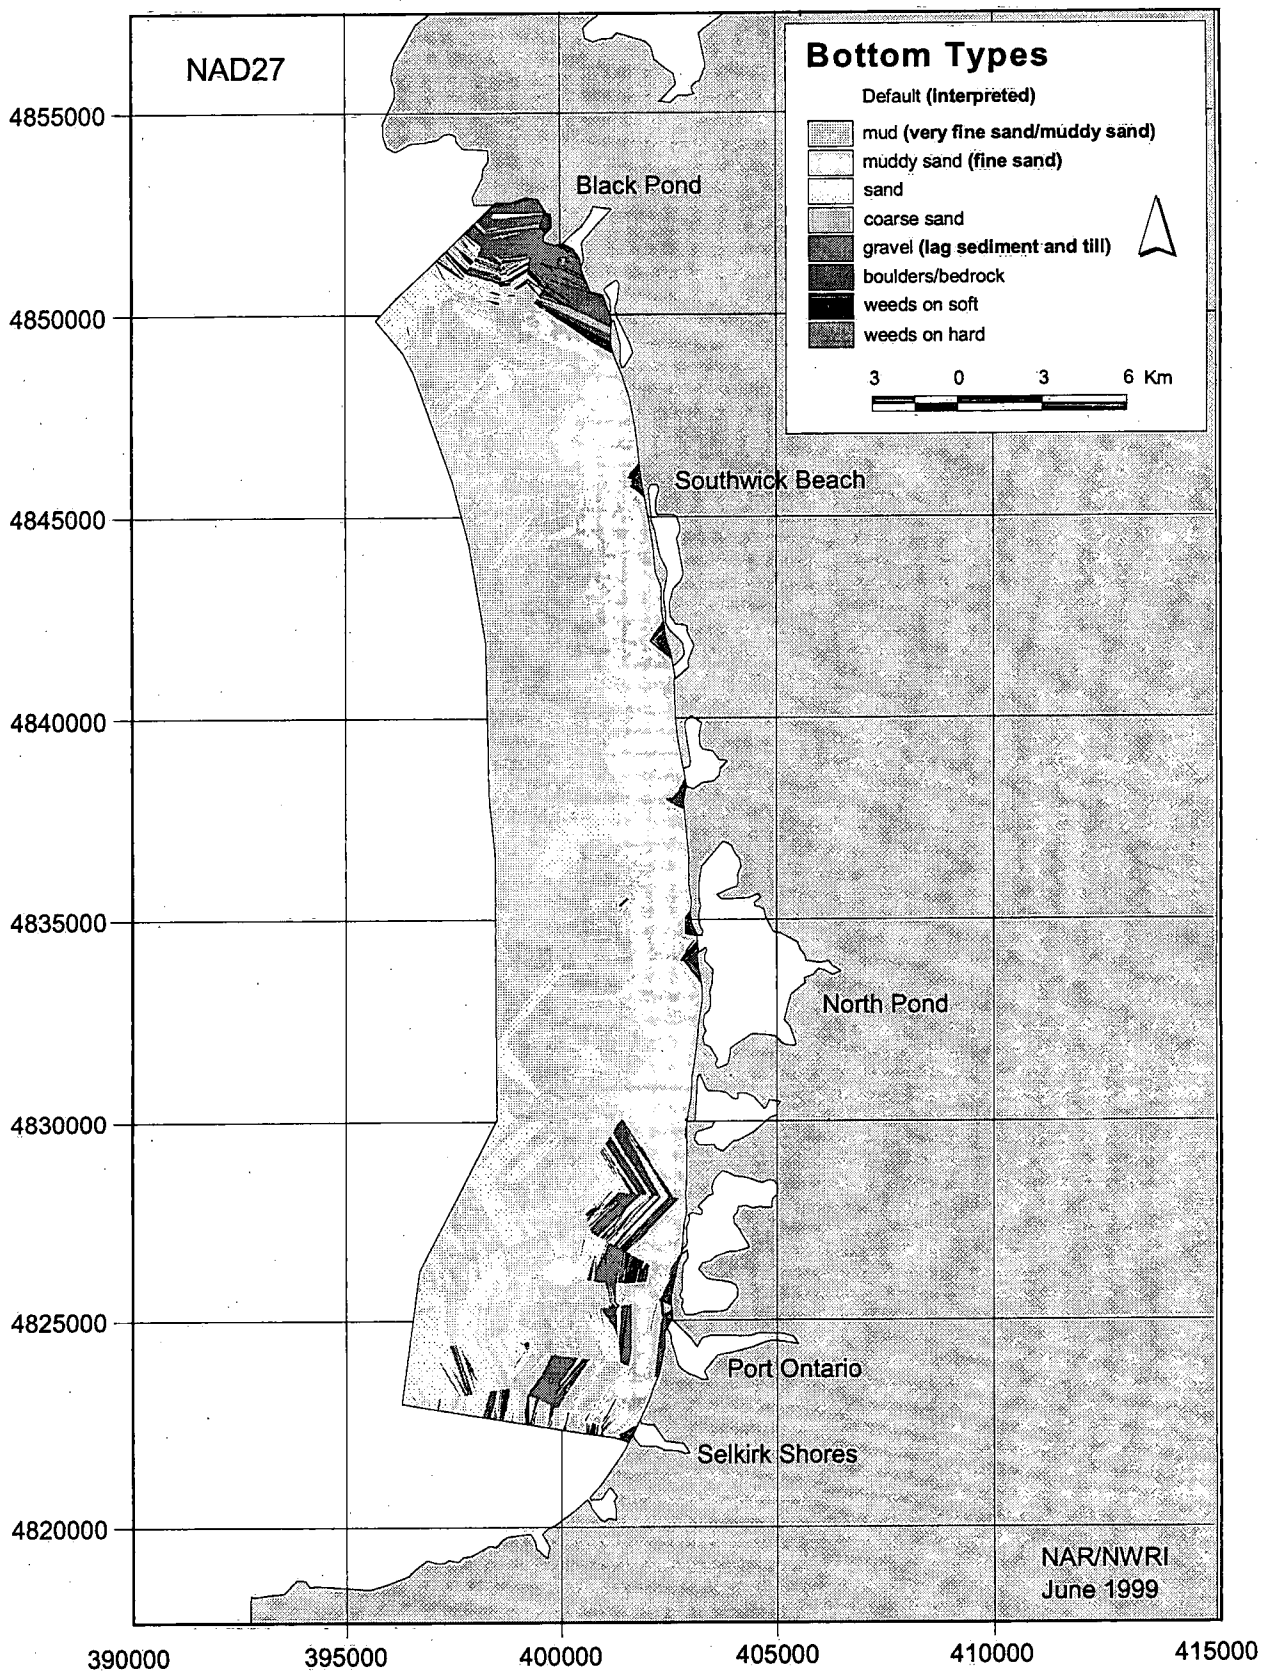 NAD27
Bottom Types
Default (interpreted)
mud (very fine sand/muddy sand)
muddy sand (fine sand)
sand
coarse sand
gravel (lag sediment and till)
boulders/bedrock
weeds on soft
weeds on hard
3 0 3 6 Km
4855000
Black Pond
4850000
Southwick Beach
4845000
4840000
4835000
North Pond
4830000
4825000
Port Ontario
Selkirk Shores
4820000
NAR/NWRI
June 1999
390000 395000 400000 405000 410000 415000